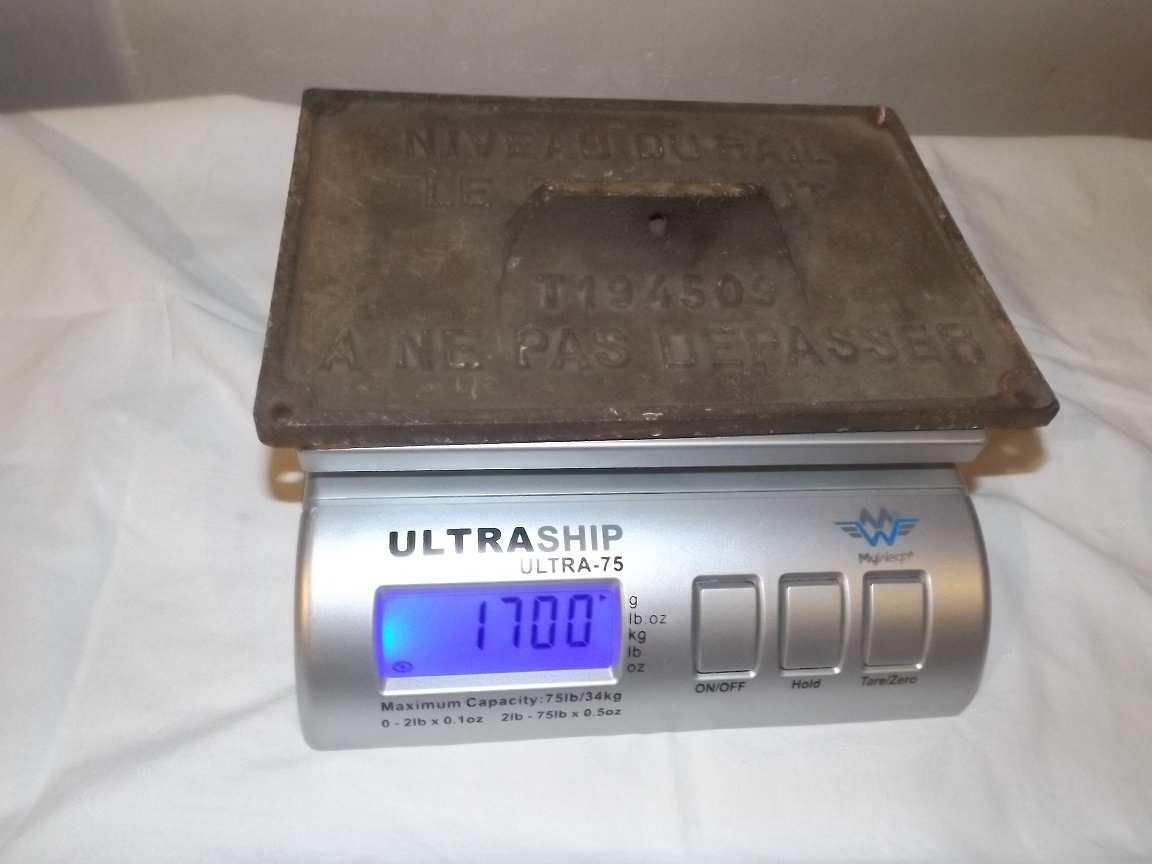 NIVEAU DU RAIL
LE
T194509
A NE PAS DEPASSER
ULTRASHIP
ULTRA-75
MyWeigh®
1700
g
lb:oz
kg
lb
oz
ON/OFF
Hold
Tare/Zero
Maximum Capacity:75lb/34kg
0 - 2lb x 0.1oz 2lb - 75lb x 0.5oz